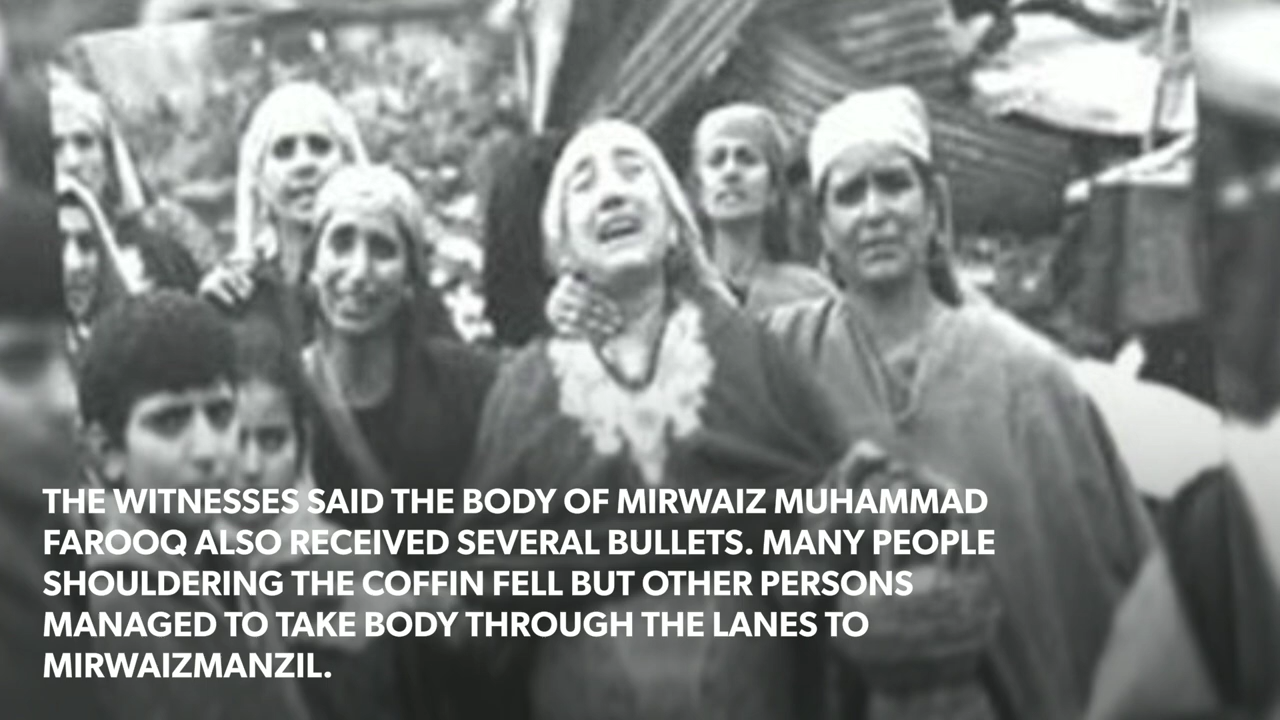 THE WITNESSES SAID THE BODY OF MIRWAIZ MUHAMMAD
FAROOQ ALSO RECEIVED SEVERAL BULLETS. MANY PEOPLE
SHOULDERING THE COFFIN FELL BUT OTHER PERSONS
MANAGED TO TAKE BODY THROUGH THE LANES TO
MIRWAIZMANZIL.